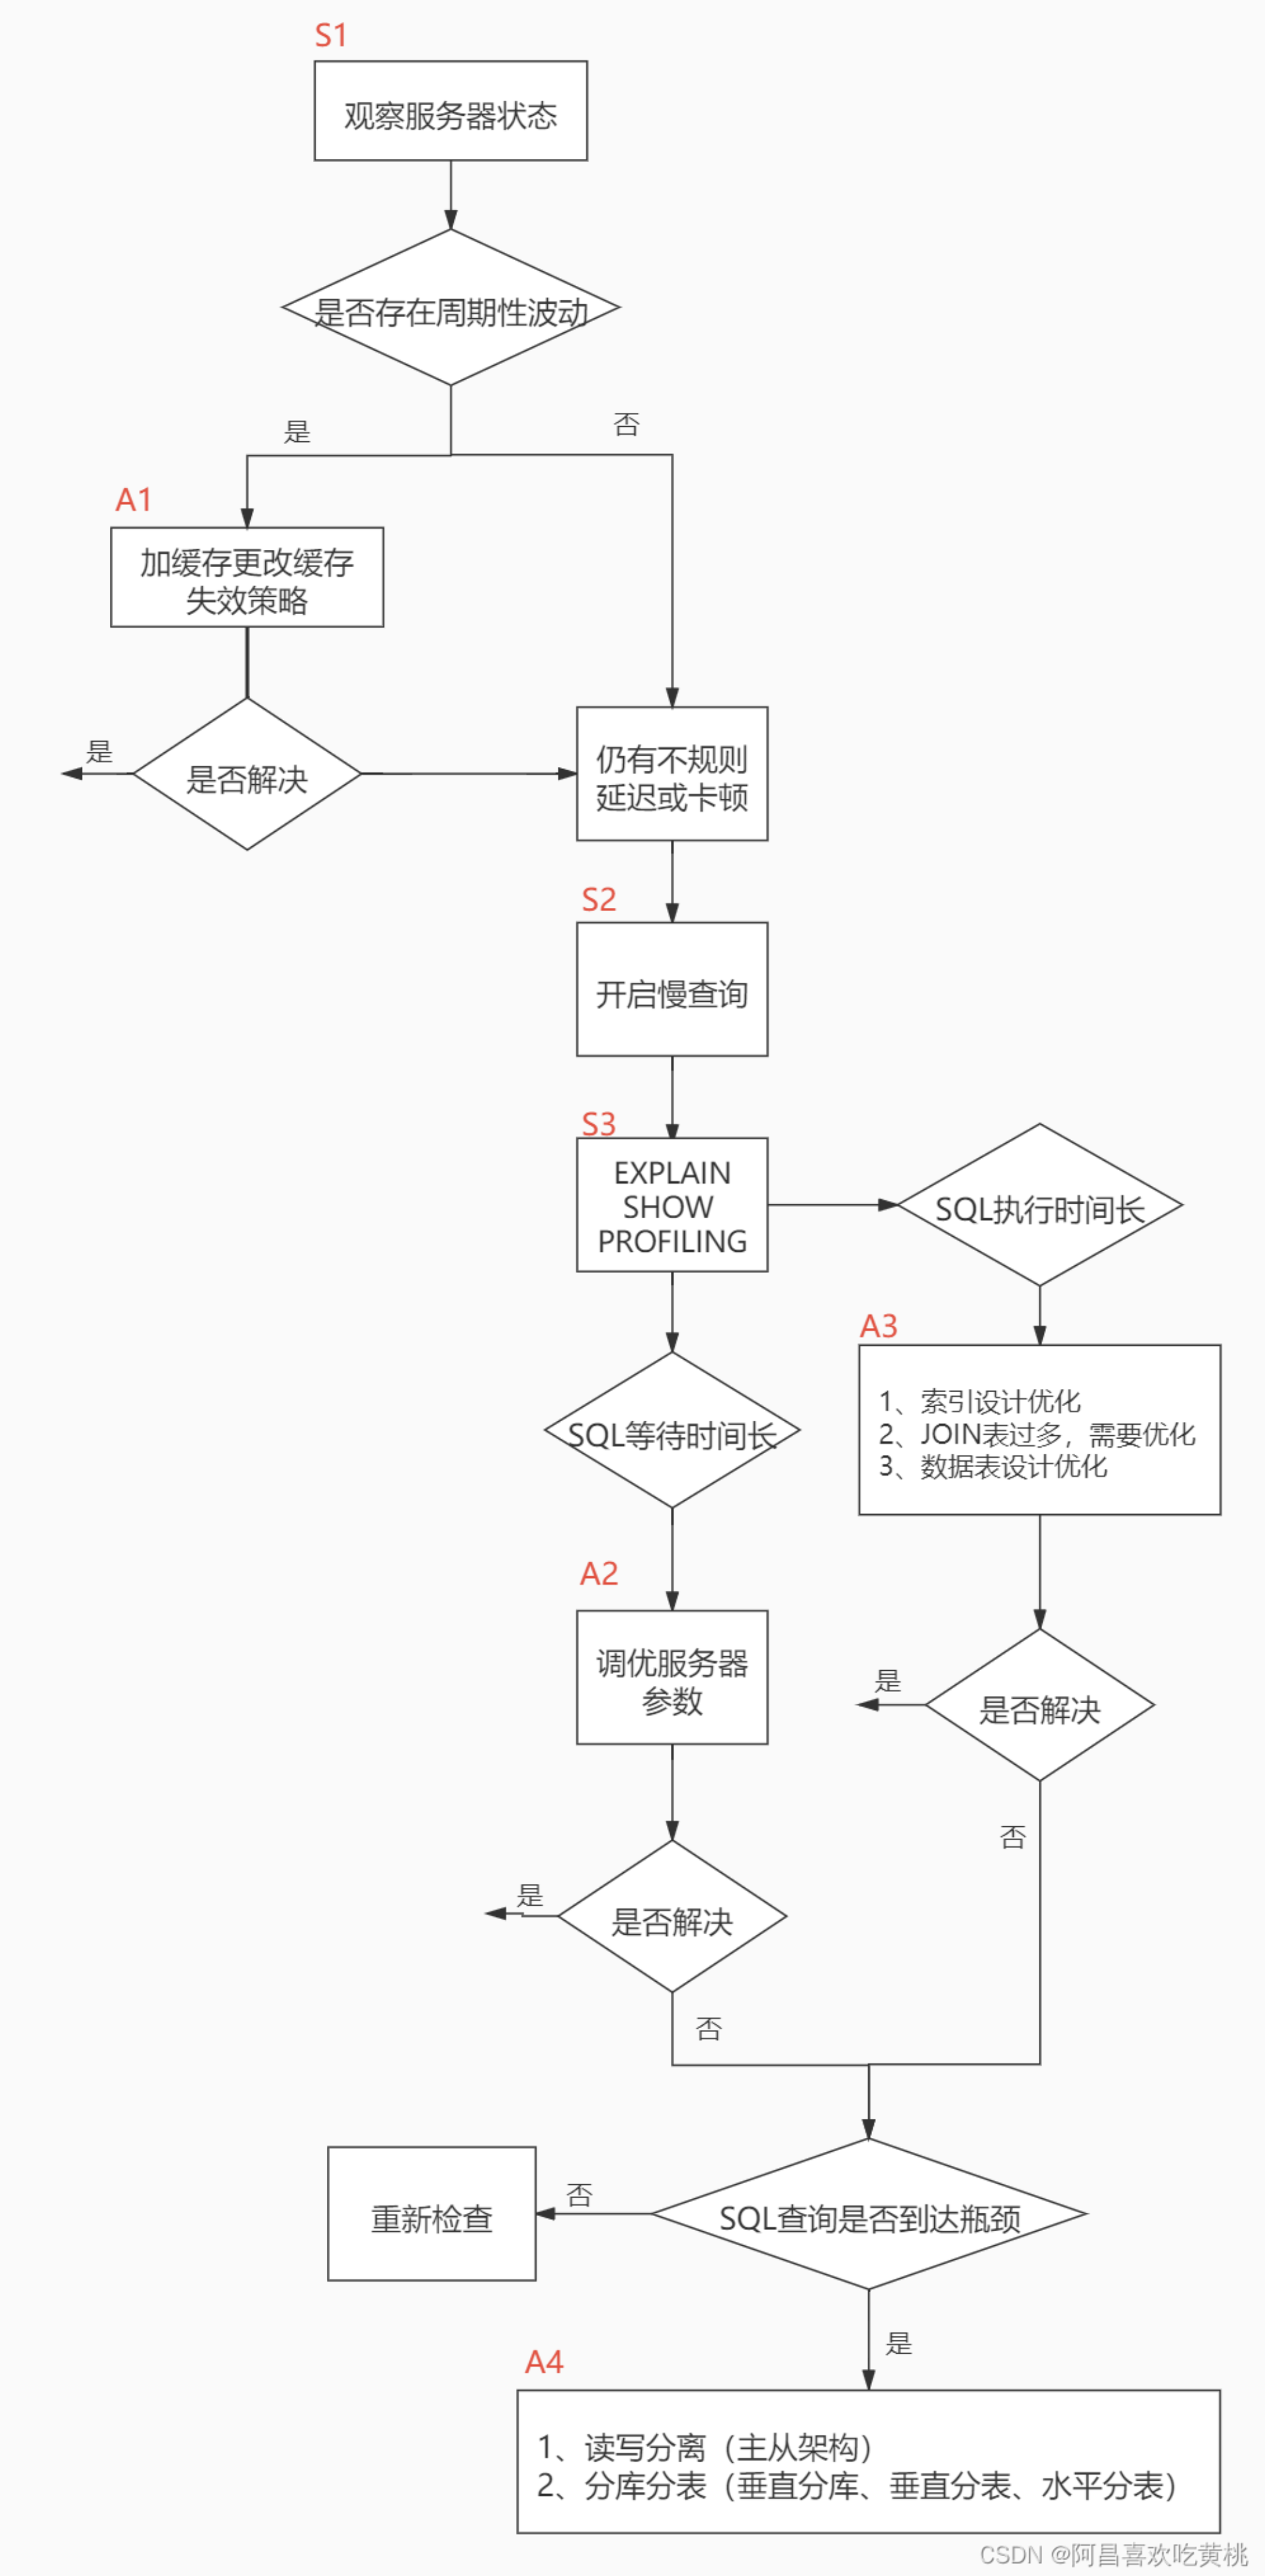 S1
观察服务器状态
是否存在周期性波动
是
否
A1
加缓存更改缓存
失效策略
是
是否解决
仍有不规则
延迟或卡顿
S2
开启慢查询
S3
EXPLAIN
SHOW
PROFILING
SQL执行时间长
A3
1、索引设计优化
2、JOIN表过多，需要优化
3、数据表设计优化
SQL等待时间长
A2
调优服务器
参数
是
是否解决
否
是
是否解决
否
重新检查
否
SQL查询是否到达瓶颈
是
A4
1、读写分离（主从架构）
2、分库分表（垂直分库、垂直分表、水平分表）
CSDN @阿昌喜欢吃黄桃